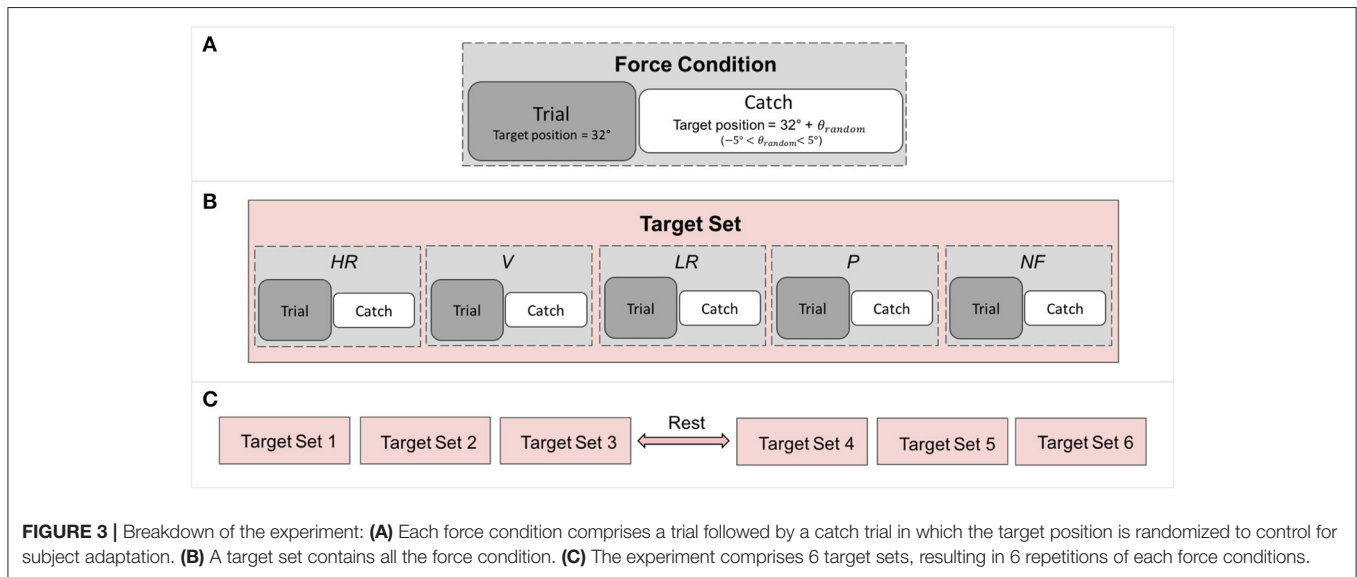 A
Force Condition
Trial
Target position = 32°
Catch
Target position = 32° + θrandom
(−5° < θrandom< 5°)
B
Target Set
HR
V
LR
P
NF
Trial
Catch
Trial
Catch
Trial
Catch
Trial
Catch
Trial
Catch
C
Target Set 1
Target Set 2
Target Set 3
Rest
Target Set 4
Target Set 5
Target Set 6
FIGURE 3 | Breakdown of the experiment: (A) Each force condition comprises a trial followed by a catch trial in which the target position is randomized to control for
subject adaptation. (B) A target set contains all the force condition. (C) The experiment comprises 6 target sets, resulting in 6 repetitions of each force conditions.